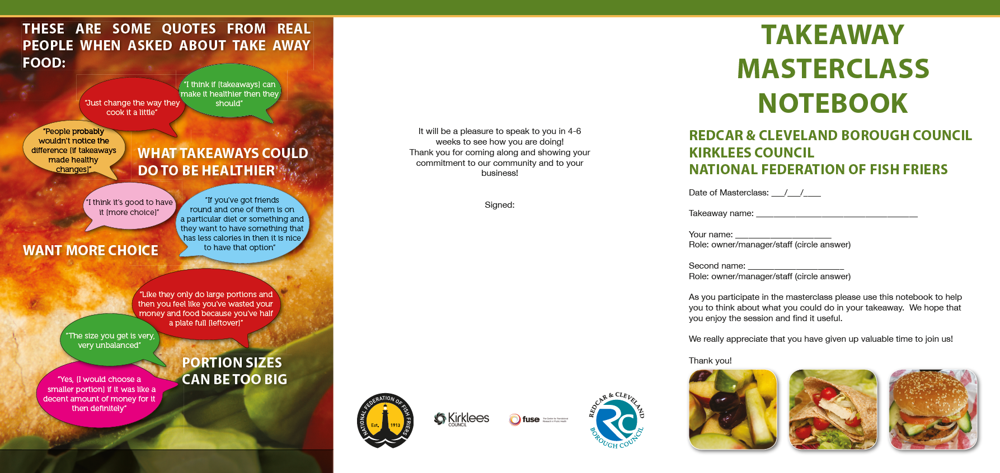 THESE ARE SOME QUOTES FROM REAL
PEOPLE WHEN ASKED ABOUT TAKE AWAY
FOOD:
"I think if [takeaways] can
make it healthier then they
should"
"Just change the way they
cook it a little"
"People probably
wouldn't notice the
difference [if takeaways
made healthy
changes]"
WHAT TAKEAWAYS COULD
DO TO BE HEALTHIER
"I think it's good to have
it [more choice]"
"If you've got friends
round and one of them is on
a particular diet or something and
they want to have something that
has less calories in then it is nice
to have that option"
WANT MORE CHOICE
"Like they only do large portions and
then you feel like you've wasted your
money and food because you've half
a plate full [leftover]"
"The size you get is very,
very unbalanced"
PORTION SIZES
CAN BE TOO BIG
"Yes, [I would choose a
smaller portion] if it was like a
decent amount of money for it
then definitely"
It will be a pleasure to speak to you in 4-6
weeks to see how you are doing!
Thank you for coming along and showing your
commitment to our community and to your
business!
Signed:
NATIONAL FEDERATION OF FISH FRIERS
Est. 1913
Kirklees
COUNCIL
fuse
The Centre for Translational
Research in Public Health
REDCAR & CLEVELAND
RC
BOROUGH COUNCIL
TAKEAWAY
MASTERCLASS
NOTEBOOK
REDCAR & CLEVELAND BOROUGH COUNCIL
KIRKLEES COUNCIL
NATIONAL FEDERATION OF FISH FRIERS
Date of Masterclass: ___/___/____
Takeaway name: ___________________________________
Your name: _____________________
Role: owner/manager/staff (circle answer)
Second name: _____________________
Role: owner/manager/staff (circle answer)
As you participate in the masterclass please use this notebook to help
you to think about what you could do in your takeaway.  We hope that
you enjoy the session and find it useful.
We really appreciate that you have given up valuable time to join us!
Thank you!